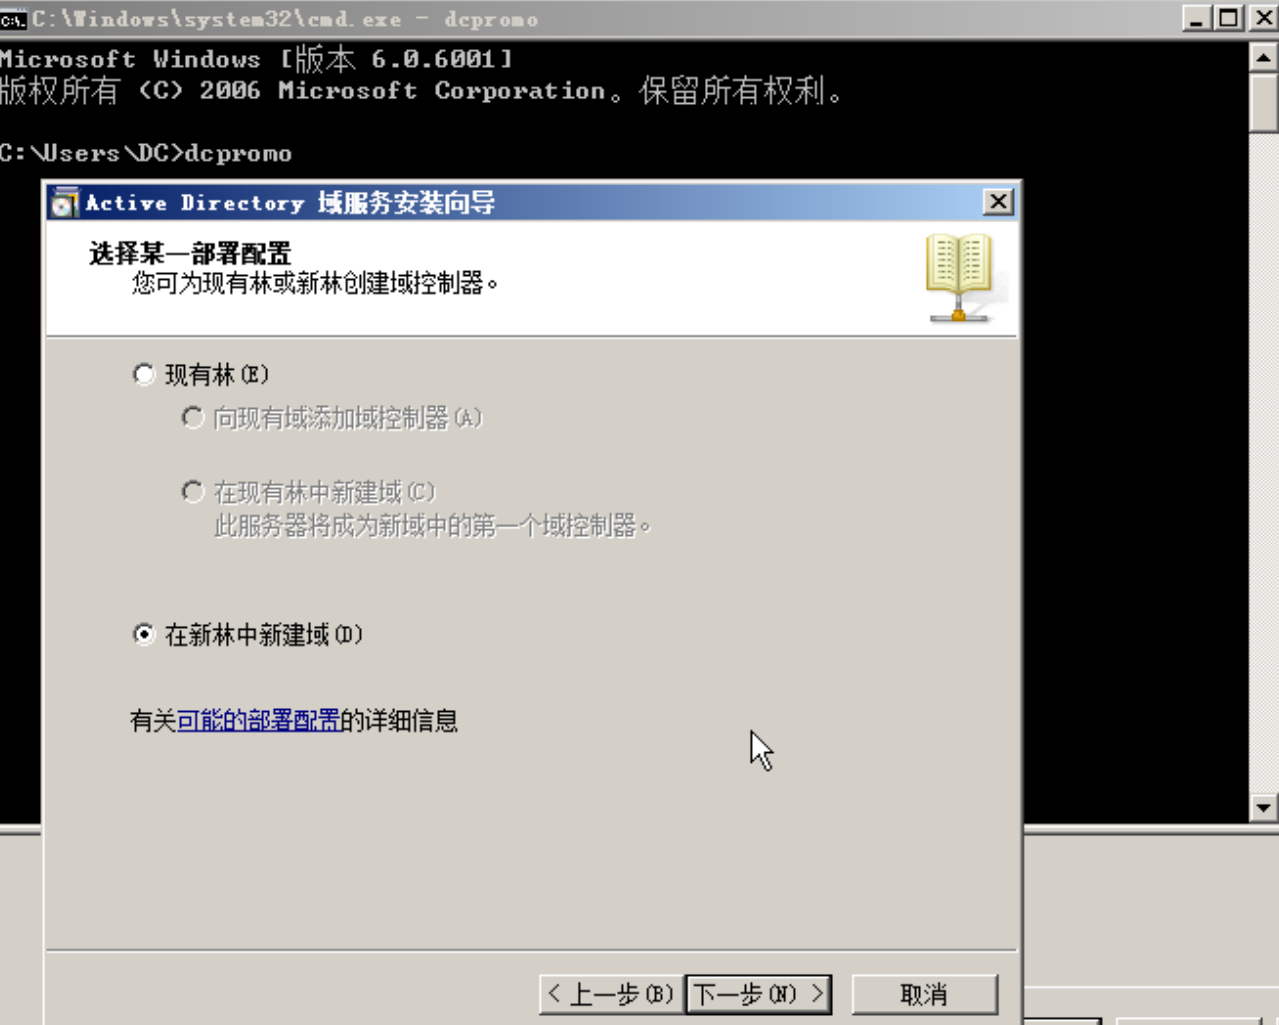 C:\Windows\system32\cmd.exe - dcpromo
Microsoft Windows [版本 6.0.6001]
版权所有 (C) 2006 Microsoft Corporation。保留所有权利。
C:\Users\DC>dcpromo
Active Directory 域服务安装向导
选择某一部署配置
您可为现有林或新林创建域控制器。
现有林(E)
向现有域添加域控制器(A)
在现有林中新建域(C)
此服务器将成为新域中的第一个域控制器。
在新林中新建域(D)
有关可能的部署配置的详细信息
< 上一步(B) 下一步(N) > 取消